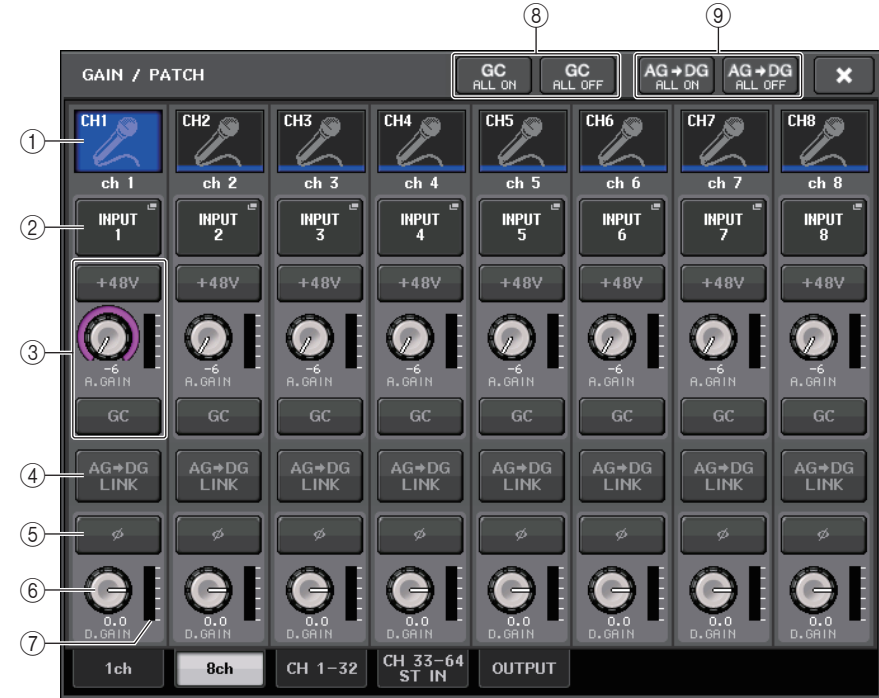 ⑧ ⑨
GAIN / PATCH
GC
ALL ON
GC
ALL OFF
AG➔DG
ALL ON
AG➔DG
ALL OFF
×
① CH1 CH2 CH3 CH4 CH5 CH6 CH7 CH8
ch 1 ch 2 ch 3 ch 4 ch 5 ch 6 ch 7 ch 8
② INPUT INPUT INPUT INPUT INPUT INPUT INPUT INPUT
1 2 3 4 5 6 7 8
+48V +48V +48V +48V +48V +48V +48V +48V
③
-6 -6 -6 -6 -6 -6 -6 -6
A.GAIN A.GAIN A.GAIN A.GAIN A.GAIN A.GAIN A.GAIN A.GAIN
GC GC GC GC GC GC GC GC
④ AG➔DG AG➔DG AG➔DG AG➔DG AG➔DG AG➔DG AG➔DG AG➔DG
LINK LINK LINK LINK LINK LINK LINK LINK
⑤ ø ø ø ø ø ø ø ø
⑥
0.0 0.0 0.0 0.0 0.0 0.0 0.0 0.0
⑦ D.GAIN D.GAIN D.GAIN D.GAIN D.GAIN D.GAIN D.GAIN D.GAIN
1ch
8ch
CH 1-32
CH 33-64
ST IN
OUTPUT